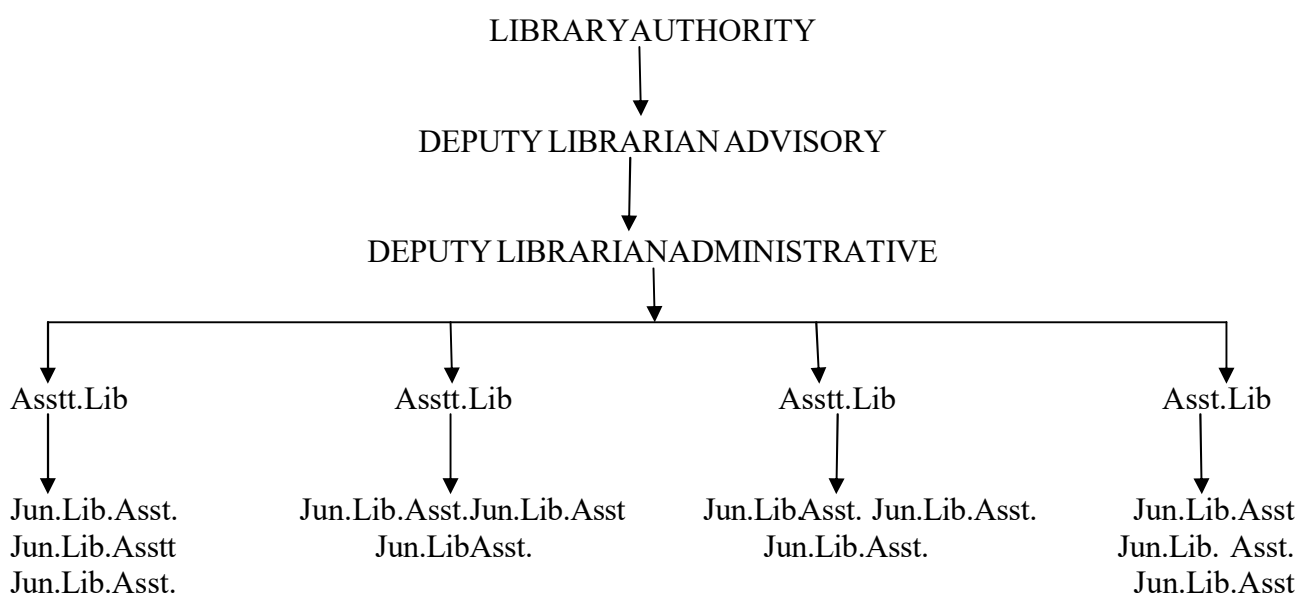 LIBRARYAUTHORITY
DEPUTY LIBRARIAN ADVISORY
DEPUTY LIBRARIANADMINISTRATIVE
Asstt.Lib
Asstt.Lib
Asstt.Lib
Asst.Lib
Jun.Lib.Asst.
Jun.Lib.Asstt
Jun.Lib.Asst.
Jun.Lib.Asst.Jun.Lib.Asst
Jun.LibAsst.
Jun.Lib.Asst. Jun.Lib.Asst.
Jun.Lib.Asst.
Jun.Lib.Asst
Jun.Lib. Asst.
Jun.Lib.Asst